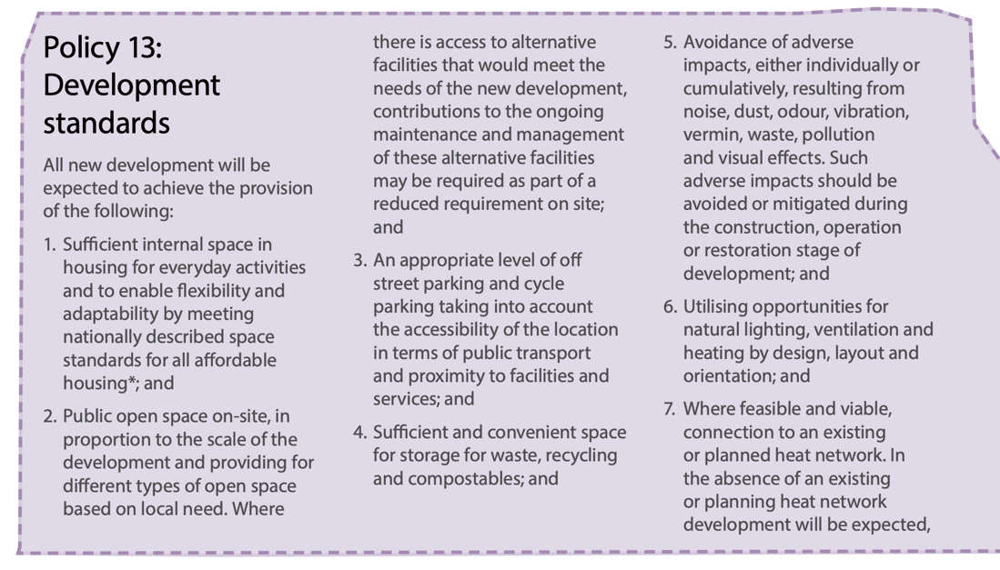 Policy 13:
Development
standards
All new development will be
expected to achieve the provision
of the following:
1. Sufficient internal space in
housing for everyday activities
and to enable flexibility and
adaptability by meeting
nationally described space
standards for all affordable
housing*; and
2. Public open space on-site, in
proportion to the scale of the
development and providing for
different types of open space
based on local need. Where
there is access to alternative
facilities that would meet the
needs of the new development,
contributions to the ongoing
maintenance and management
of these alternative facilities
may be required as part of a
reduced requirement on site;
and
3. An appropriate level of off
street parking and cycle
parking taking into account
the accessibility of the location
in terms of public transport
and proximity to facilities and
services; and
4. Sufficient and convenient space
for storage for waste, recycling
and compostables; and
5. Avoidance of adverse
impacts, either individually or
cumulatively, resulting from
noise, dust, odour, vibration,
vermin, waste, pollution
and visual effects. Such
adverse impacts should be
avoided or mitigated during
the construction, operation
or restoration stage of
development; and
6. Utilising opportunities for
natural lighting, ventilation and
heating by design, layout and
orientation; and
7. Where feasible and viable,
connection to an existing
or planned heat network. In
the absence of an existing
or planning heat network
development will be expected,